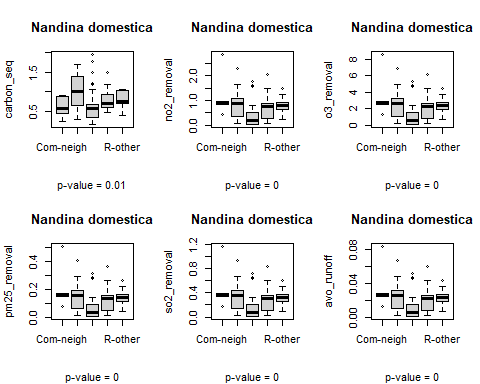 Nandina domestica
carbon_seq
0.5
1.5
Com-neigh
R-other
p-value = 0.01
Nandina domestica
no2_removal
0.0
1.0
2.0
Com-neigh
R-other
p-value = 0
Nandina domestica
o3_removal
0
2
4
6
8
Com-neigh
R-other
p-value = 0
Nandina domestica
pm25_removal
0.0
0.2
0.4
Com-neigh
R-other
p-value = 0
Nandina domestica
so2_removal
0.0
0.4
0.8
1.2
Com-neigh
R-other
p-value = 0
Nandina domestica
avo_runoff
0.00
0.04
0.08
Com-neigh
R-other
p-value = 0